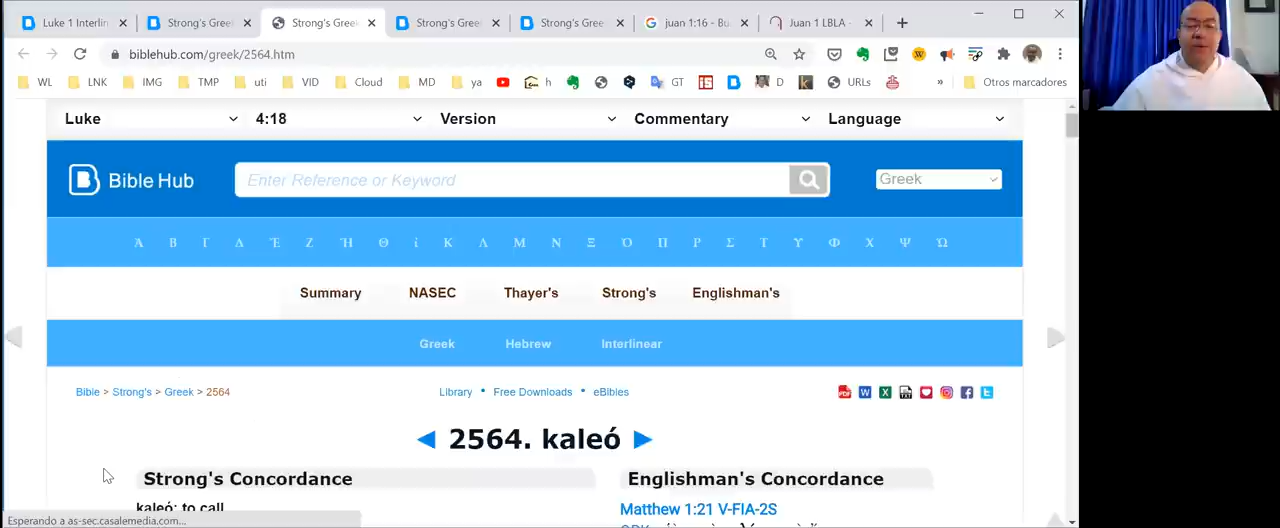 Luke 1 Interlin
Strong's Greek
Strong's Greek
Strong's Greek
Strong's Greek
juan 1:16 - Bu
Juan 1 LBLA -
biblehub.com/greek/2564.htm
WL LNK IMG TMP uti VID Cloud MD ya h GT D URLs » Otros marcadores
Luke 4:18 Version Commentary Language
Bible Hub Enter Reference or Keyword Greek
Α Β Γ Δ Ἐ Ζ Ἡ Θ ἰ Κ Λ Μ Ν Ξ Ὁ Π Ρ Σ Τ Υ Φ Χ Ψ Ὡ
Summary NASEC Thayer's Strong's Englishman's
Greek Hebrew Interlinear
Bible > Strong's > Greek > 2564
Library • Free Downloads • eBibles
◄ 2564. kaleó ►
Strong's Concordance
Englishman's Concordance
kaleó: to call
Matthew 1:21 V-FIA-2S
Esperando a as-sec.casalemedia.com...